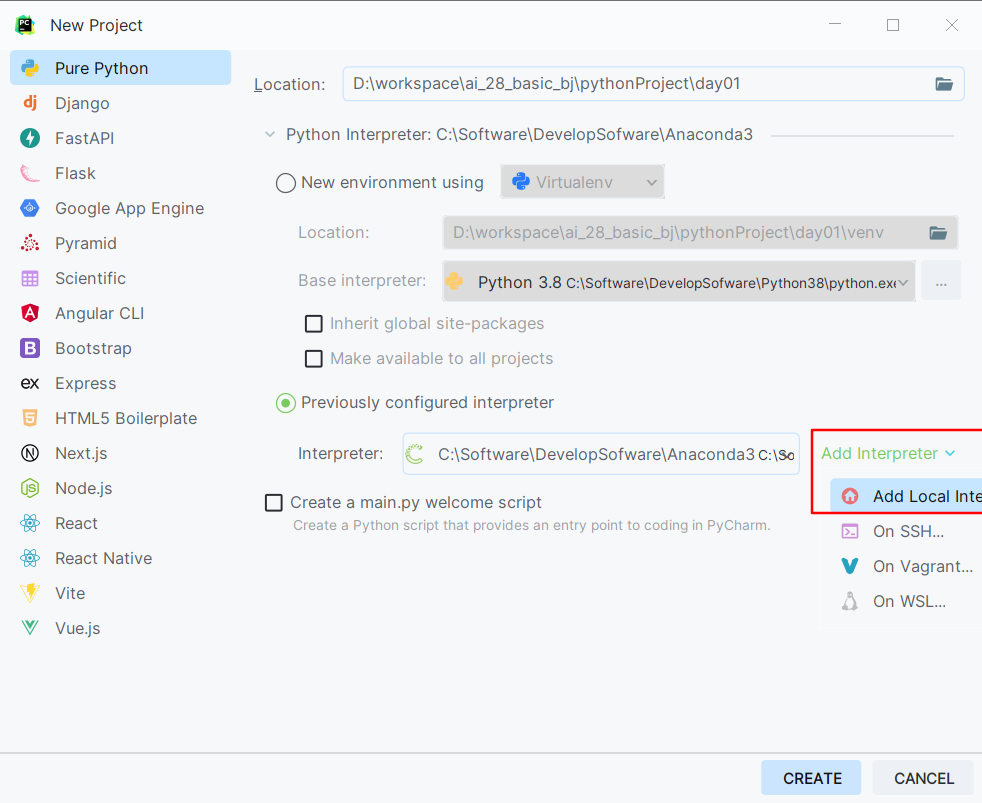 New Project
Pure Python
Django
FastAPI
Flask
Google App Engine
Pyramid
Scientific
Angular CLI
Bootstrap
Express
HTML5 Boilerplate
Next.js
Node.js
React
React Native
Vite
Vue.js
Location: D:\workspace\ai_28_basic_bj\pythonProject\day01
Python Interpreter: C:\Software\DevelopSofware\Anaconda3
New environment using Virtualenv
Location: D:\workspace\ai_28_basic_bj\pythonProject\day01\venv
Base interpreter: Python 3.8 C:\Software\DevelopSofware\Python38\python.exe ...
Inherit global site-packages
Make available to all projects
Previously configured interpreter
Interpreter: C:\Software\DevelopSofware\Anaconda3 C:\So Add Interpreter
Add Local Inte
On SSH...
On Vagrant...
On WSL...
Create a main.py welcome script
Create a Python script that provides an entry point to coding in PyCharm.
CREATE CANCEL